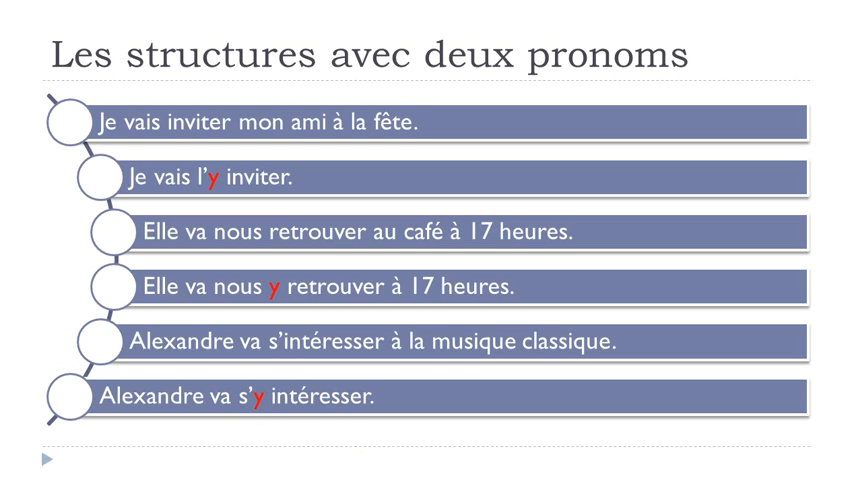 Les structures avec deux pronoms
Je vais inviter mon ami à la fête.
Je vais l’y inviter.
Elle va nous retrouver au café à 17 heures.
Elle va nous y retrouver à 17 heures.
Alexandre va s’intéresser à la musique classique.
Alexandre va s’y intéresser.